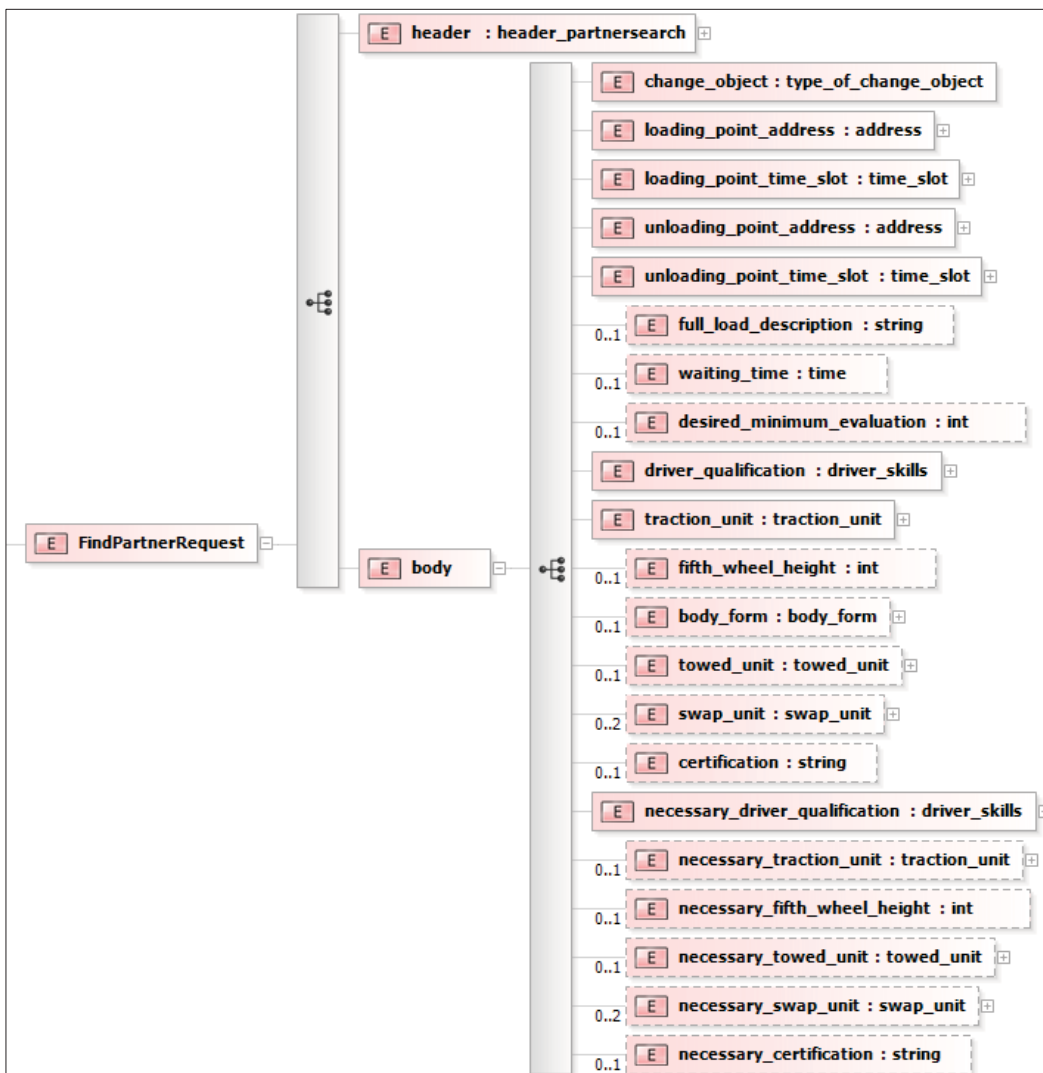 E header : header_partnersearch
E change_object : type_of_change_object
E loading_point_address : address
E loading_point_time_slot : time_slot
E unloading_point_address : address
E unloading_point_time_slot : time_slot
0..1 E full_load_description : string
0..1 E waiting_time : time
0..1 E desired_minimum_evaluation : int
E driver_qualification : driver_skills
E traction_unit : traction_unit
E FindPartnerRequest
E body
0..1 E fifth_wheel_height : int
0..1 E body_form : body_form
0..1 E towed_unit : towed_unit
0..2 E swap_unit : swap_unit
0..1 E certification : string
E necessary_driver_qualification : driver_skills
0..1 E necessary_traction_unit : traction_unit
0..1 E necessary_fifth_wheel_height : int
0..1 E necessary_towed_unit : towed_unit
0..2 E necessary_swap_unit : swap_unit
0..1 E necessary_certification : string